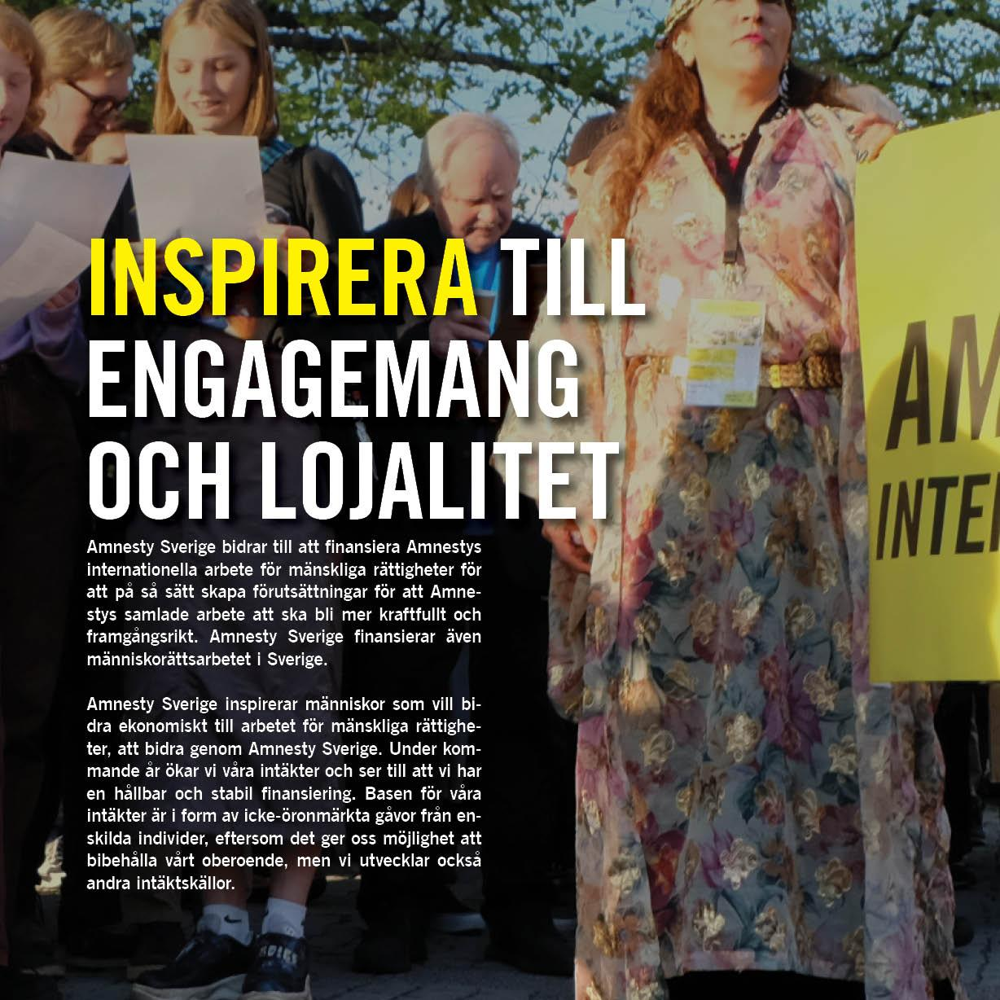 INSPIRERA TILL
ENGAGEMANG
OCH LOJALITET
Amnesty Sverige bidrar till att finansiera Amnestys
internationella arbete för mänskliga rättigheter för
att på så sätt skapa förutsättningar för att Amne-
stys samlade arbete att ska bli mer kraftfullt och
framgångsrikt. Amnesty Sverige finansierar även
människorättsarbetet i Sverige.
Amnesty Sverige inspirerar människor som vill bi-
dra ekonomiskt till arbetet för mänskliga rättighe-
ter, att bidra genom Amnesty Sverige. Under kom-
mande år ökar vi våra intäkter och ser till att vi har
en hållbar och stabil finansiering. Basen för våra
intäkter är i form av icke-öronmärkta gåvor från en-
skilda individer, eftersom det ger oss möjlighet att
bibehålla vårt oberoende, men vi utvecklar också
andra intäktskällor.
AM
INTE